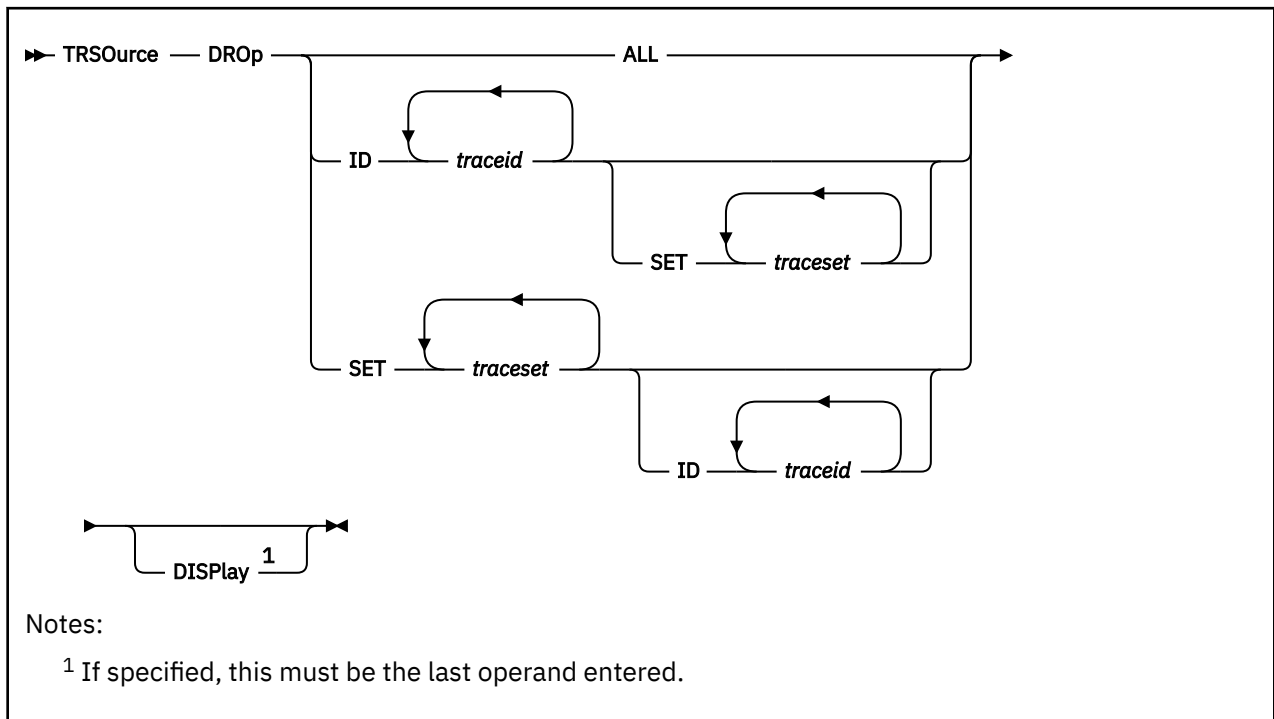 TRSOurce DROp ALL
ID traceid
SET traceset
SET traceset
ID traceid
DISPlay 1
Notes:
1 If specified, this must be the last operand entered.